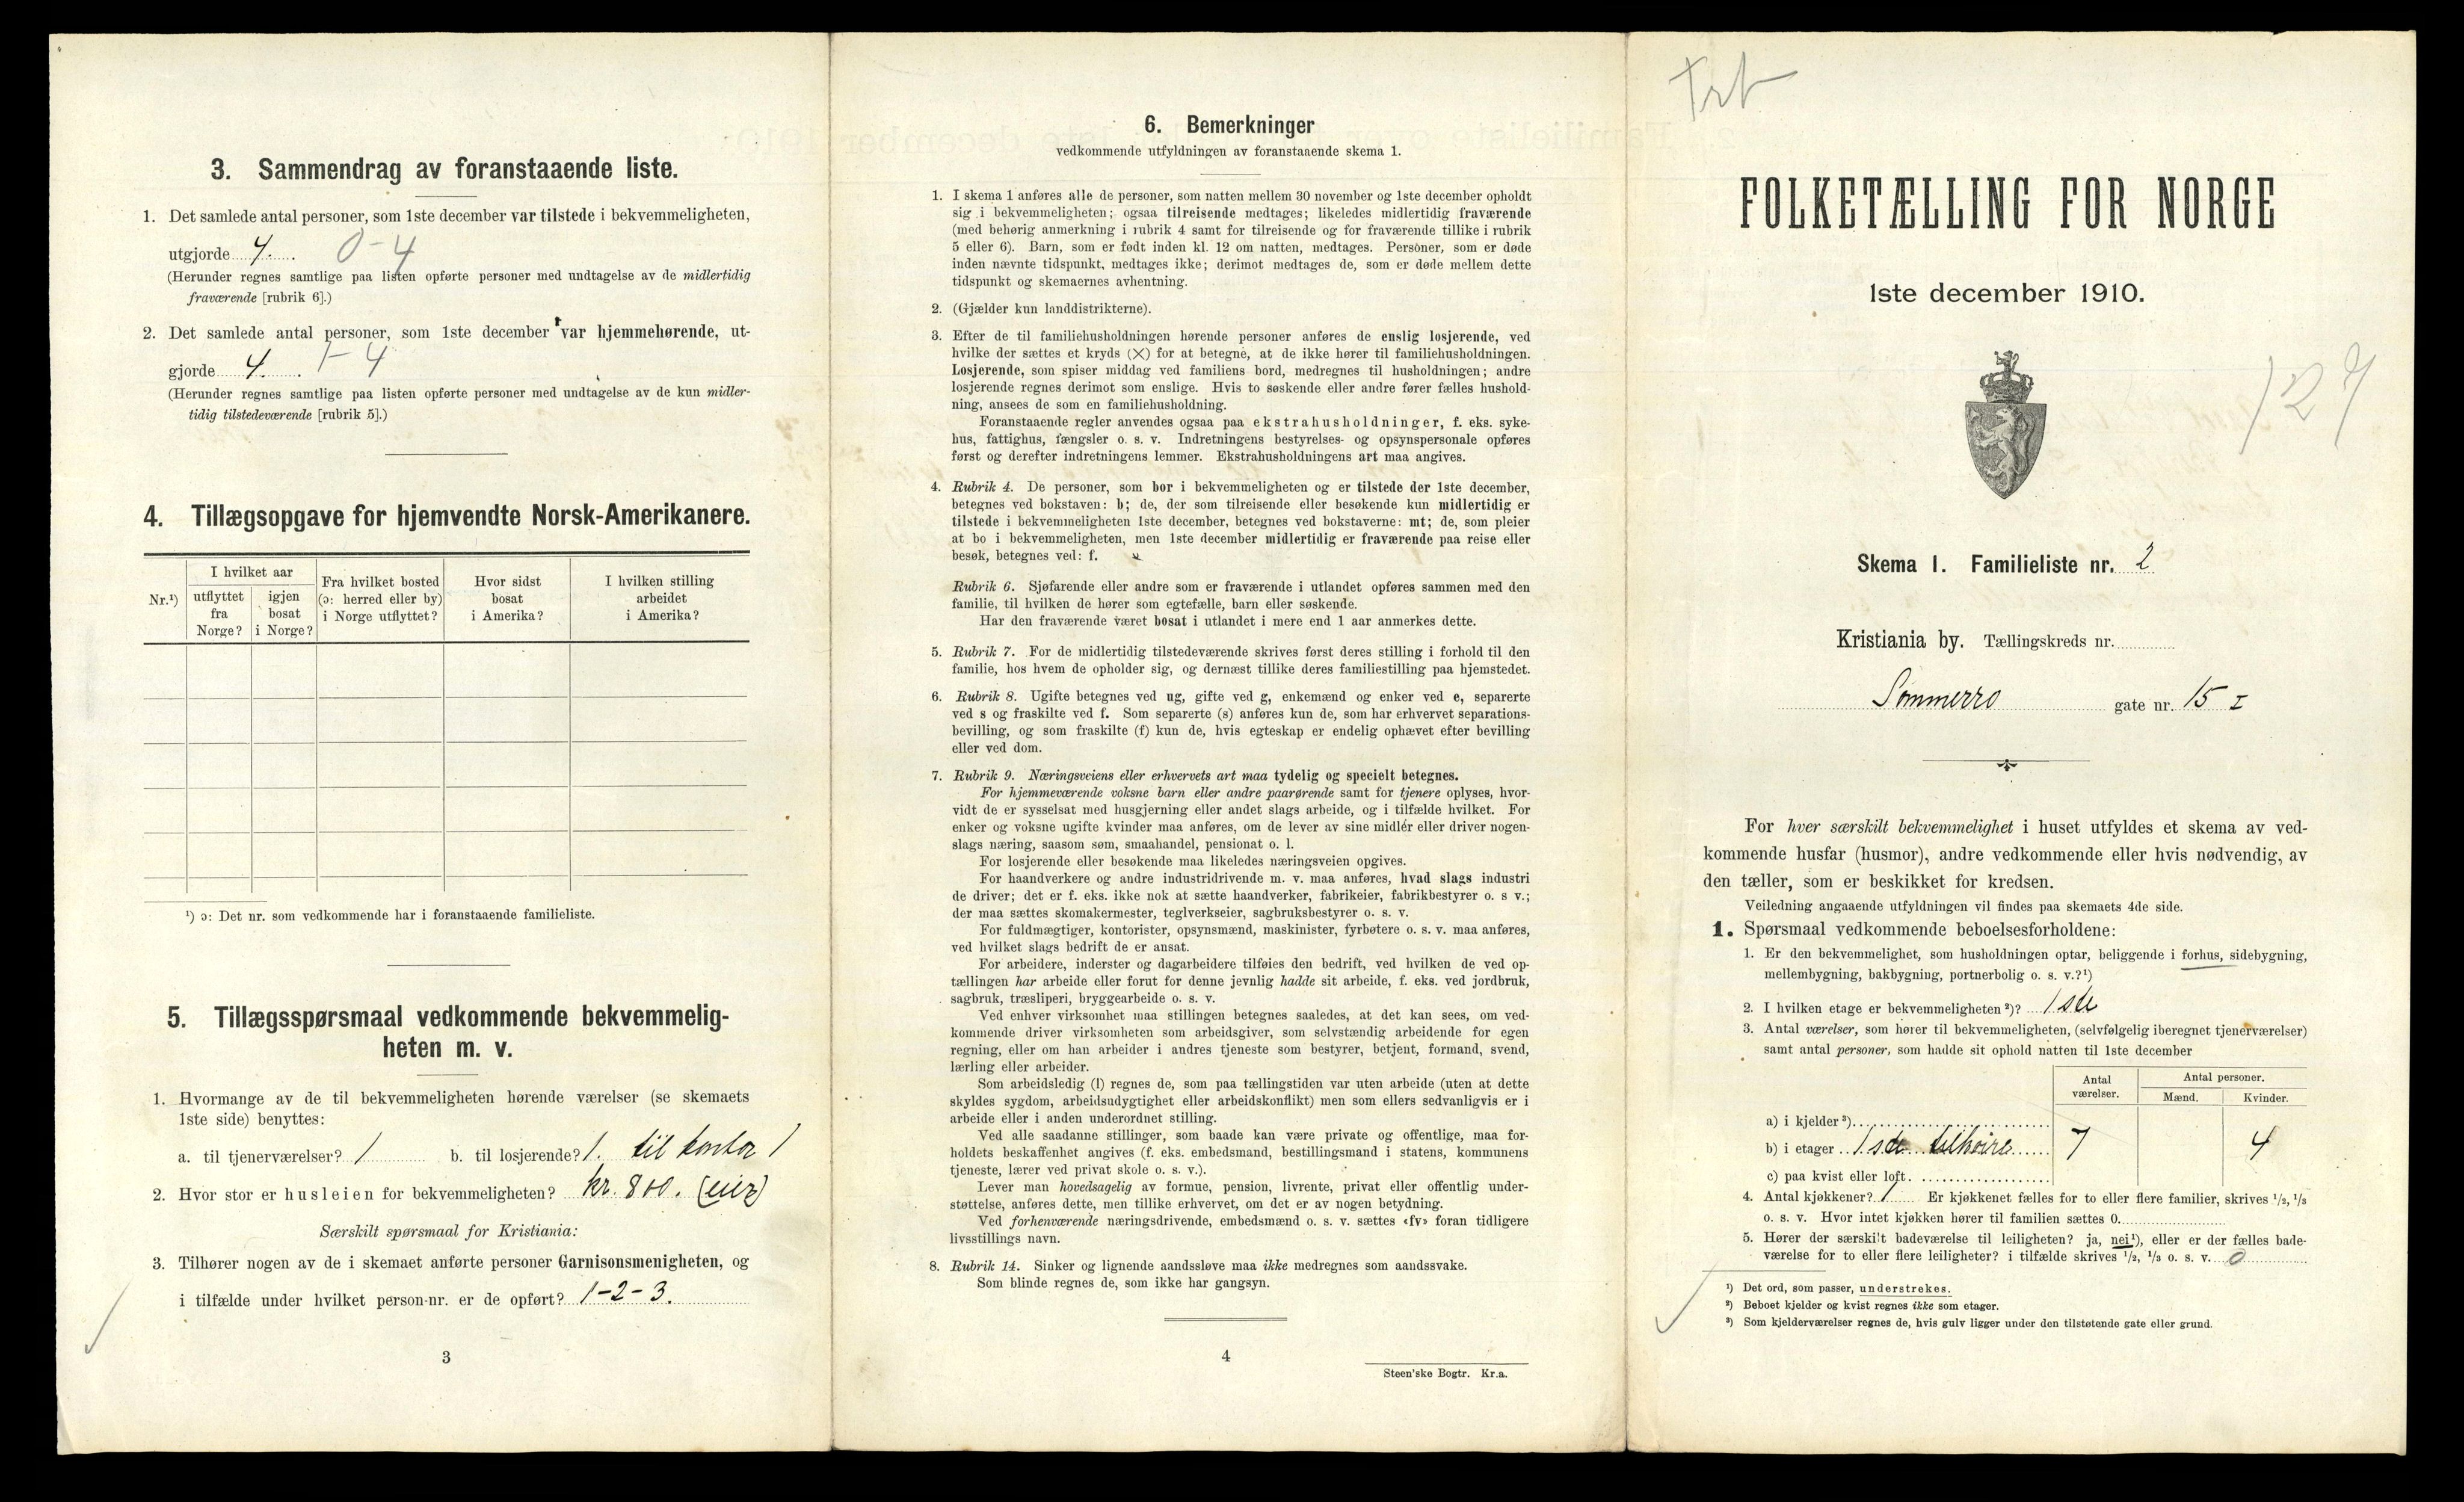 3. Sammendrag av foranstaaende liste.
1. Det samlede antal personer, som 1ste december var tilstede i bekvemmeligheten,
utgjorde 4. 0-4
(Herunder regnes samtlige paa listen opførte personer med undtagelse av de midlertidig
fraværende [rubrik 6].)
2. Det samlede antal personer, som 1ste december var hjemmehørende, ut-
gjorde 4. 1-4
(Herunder regnes samtlige paa listen opførte personer med undtagelse av de kun midler-
tidig tilstedeværende [rubrik 5].)
4. Tillægsopgave for hjemvendte Norsk-Amerikanere.
Nr.¹)
I hvilket aar
utflyttet
fra
Norge?
igjen
bosat
i Norge?
Fra hvilket bosted
(ɔ: herred eller by)
i Norge utflyttet?
Hvor sidst
bosat
i Amerika?
I hvilken stilling
arbeidet
i Amerika?
¹) ɔ: Det nr. som vedkommende har i foranstaaende familieliste.
5. Tillægsspørsmaal vedkommende bekvemmelig-
heten m. v.
1. Hvormange av de til bekvemmeligheten hørende værelser (se skemaets
1ste side) benyttes:
a. til tjenerværelser? 1 b. til losjerende? 1. til kontor 1
2. Hvor stor er husleien for bekvemmeligheten? kr. 800. (eier)
Særskilt spørsmaal for Kristiania:
3. Tilhører nogen av de i skemaet anførte personer Garnisonsmenigheten, og
i tilfælde under hvilket person-nr. er de opført? 1-2-3.
3
6. Bemerkninger
vedkommende utfyldningen av foranstaaende skema 1.
1. I skema 1 anføres alle de personer, som natten mellem 30 november og 1ste december opholdt
sig i bekvemmeligheten; ogsaa tilreisende medtages; likeledes midlertidig fraværende
(med behørig anmerkning i rubrik 4 samt for tilreisende og for fraværende tillike i rubrik
5 eller 6). Barn, som er født inden kl. 12 om natten, medtages. Personer, som er døde
inden nævnte tidspunkt, medtages ikke; derimot medtages de, som er døde mellem dette
tidspunkt og skemaernes avhentning.
2. (Gjælder kun landdistrikterne).
3. Efter de til familiehusholdningen hørende personer anføres de enslig losjerende, ved
hvilke der sættes et kryds (×) for at betegne, at de ikke hører til familiehusholdningen.
Losjerende, som spiser middag ved familiens bord, medregnes til husholdningen; andre
losjerende regnes derimot som enslige. Hvis to søskende eller andre fører fælles hushold-
ning, ansees de som en familiehusholdning.
Foranstaaende regler anvendes ogsaa paa ekstrahusholdninger, f. eks. syke-
hus, fattighus, fængsler o. s. v. Indretningens bestyrelses- og opsynspersonale opføres
først og derefter indretningens lemmer. Ekstrahusholdningens art maa angives.
4. Rubrik 4. De personer, som bor i bekvemmeligheten og er tilstede der 1ste december,
betegnes ved bokstaven: b; de, der som tilreisende eller besøkende kun midlertidig er
tilstede i bekvemmeligheten 1ste december, betegnes ved bokstaverne: mt; de, som pleier
at bo i bekvemmeligheten, men 1ste december midlertidig er fraværende paa reise eller
besøk, betegnes ved: f.
Rubrik 6. Sjøfarende eller andre som er fraværende i utlandet opføres sammen med den
familie, til hvilken de hører som egtefælle, barn eller søskende.
Har den fraværende været bosat i utlandet i mere end 1 aar anmerkes dette.
5. Rubrik 7. For de midlertidig tilstedeværende skrives først deres stilling i forhold til den
familie, hos hvem de opholder sig, og dernæst tillike deres familiestilling paa hjemstedet.
6. Rubrik 8. Ugifte betegnes ved ug, gifte ved g, enkemænd og enker ved e, separerte
ved s og fraskilte ved f. Som separerte (s) anføres kun de, som har erhvervet separations-
bevilling, og som fraskilte (f) kun de, hvis egteskap er endelig ophævet efter bevilling
eller ved dom.
7. Rubrik 9. Næringsveiens eller erhvervets art maa tydelig og specielt betegnes.
For hjemmeværende voksne barn eller andre paarørende samt for tjenere oplyses, hvor-
vidt de er sysselsat med husgjerning eller andet slags arbeide, og i tilfælde hvilket. For
enker og voksne ugifte kvinder maa anføres, om de lever av sine midlér eller driver nogen-
slags næring, saasom søm, smaahandel, pensionat o. l.
For losjerende eller besøkende maa likeledes næringsveien opgives.
For haandverkere og andre industridrivende m. v. maa anføres, hvad slags industri
de driver; det er f. eks. ikke nok at sætte haandverker, fabrikeier, fabrikbestyrer o. s v.;
der maa sættes skomakermester, teglverkseier, sagbruksbestyrer o. s. v.
For fuldmægtiger, kontorister, opsynsmænd, maskinister, fyrbøtere o. s. v. maa anføres,
ved hvilket slags bedrift de er ansat.
For arbeidere, inderster og dagarbeidere tilføies den bedrift, ved hvilken de ved op-
tællingen har arbeide eller forut for denne jevnlig hadde sit arbeide, f. eks. ved jordbruk,
sagbruk, træsliperi, bryggearbeide o. s. v.
Ved enhver virksomhet maa stillingen betegnes saaledes, at det kan sees, om ved-
kommende driver virksomheten som arbeidsgiver, som selvstændig arbeidende for egen
regning, eller om han arbeider i andres tjeneste som bestyrer, betjent, formand, svend,
lærling eller arbeider.
Som arbeidsledig (l) regnes de, som paa tællingstiden var uten arbeide (uten at dette
skyldes sygdom, arbeidsudygtighet eller arbeidskonflikt) men som ellers sedvanligvis er i
arbeide eller i anden underordnet stilling.
Ved alle saadanne stillinger, som baade kan være private og offentlige, maa for-
holdets beskaffenhet angives (f. eks. embedsmand, bestillingsmand i statens, kommunens
tjeneste, lærer ved privat skole o. s. v.).
Lever man hovedsagelig av formue, pension, livrente, privat eller offentlig under-
støttelse, anføres dette, men tillike erhvervet, om det er av nogen betydning.
Ved forhenværende næringsdrivende, embedsmænd o. s. v. sættes «fv» foran tidligere
livsstillings navn.
8. Rubrik 14. Sinker og lignende aandssløve maa ikke medregnes som aandssvake.
Som blinde regnes de, som ikke har gangsyn.
4
Steen'ske Bogtr. Kr.a.
Trt
FOLKETÆLLING FOR NORGE
1ste december 1910.
127
Skema 1. Familieliste nr. 2
Kristiania by. Tællingskreds nr.
Sommerro gate nr. 15 I
For hver særskilt bekvemmelighet i huset utfyldes et skema av ved-
kommende husfar (husmor), andre vedkommende eller hvis nødvendig, av
den tæller, som er beskikket for kredsen.
Veiledning angaaende utfyldningen vil findes paa skemaets 4de side.
1. Spørsmaal vedkommende beboelsesforholdene:
1. Er den bekvemmelighet, som husholdningen optar, beliggende i forhus, sidebygning,
mellembygning, bakbygning, portnerbolig o. s. v.?¹)
2. I hvilken etage er bekvemmeligheten²)? 1ste
3. Antal værelser, som hører til bekvemmeligheten, (selvfølgelig iberegnet tjenerværelser)
samt antal personer, som hadde sit ophold natten til 1ste december
Antal
værelser.
Antal personer.
Mænd. Kvinder.
a) i kjelder³)
b) i etager 1ste tilhoire 7 4
c) paa kvist eller loft.
4. Antal kjøkkener? 1 Er kjøkkenet fælles for to eller flere familier, skrives 1/2, 1/3
o. s. v. Hvor intet kjøkken hører til familien sættes 0.
5. Hører der særskilt badeværelse til leiligheten? ja, nei¹), eller er der fælles bade-
værelse for to eller flere leiligheter? i tilfælde skrives 1/2, 1/3 o. s. v. 0
¹) Det ord, som passer, understrekes.
²) Beboet kjelder og kvist regnes ikke som etager.
³) Som kjelderværelser regnes de, hvis gulv ligger under den tilstøtende gate eller grund.